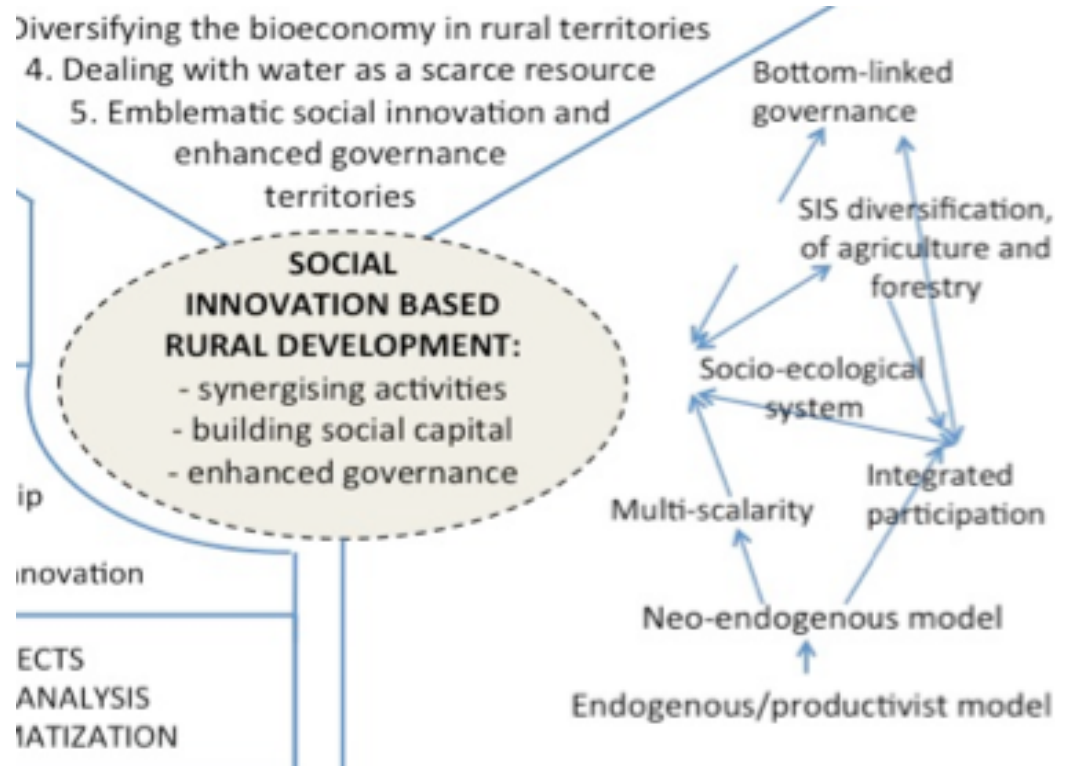 Diversifying the bioeconomy in rural territories
4. Dealing with water as a scarce resource
5. Emblematic social innovation and
enhanced governance
territories
SOCIAL
INNOVATION BASED
RURAL DEVELOPMENT:
- synergising activities
- building social capital
- enhanced governance
ip
nnovation
ECTS
ANALYSIS
MATIZATION
Bottom-linked
governance
SIS diversification,
of agriculture and
forestry
Socio-ecological
system
Integrated
participation
Multi-scalarity
Neo-endogenous model
Endogenous/productivist model